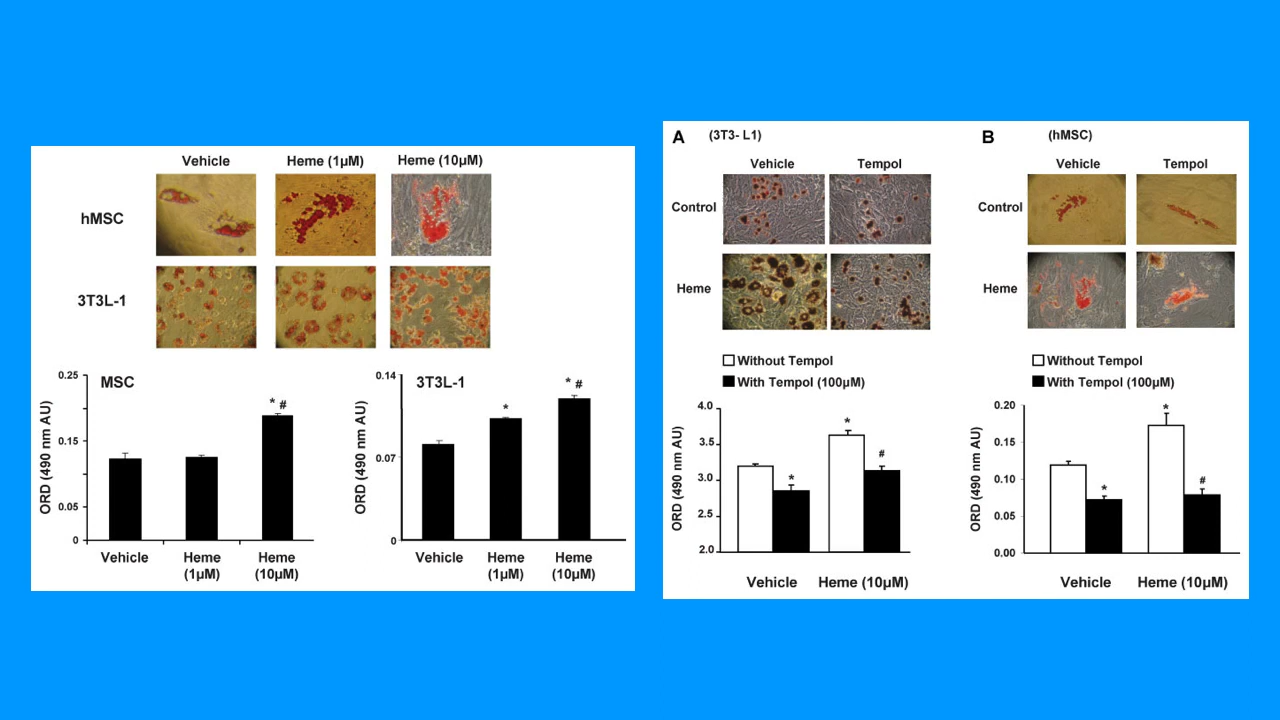 Vehicle Heme (1µM) Heme (10µM)
hMSC
3T3L-1
MSC
ORD (490 nm AU)
0.25
0.15
0.05
0
Vehicle Heme Heme
(1µM) (10µM)
3T3L-1
ORD (490 nm AU)
0.14
0.07
0
* # * * #
Vehicle Heme Heme
(1µM) (10µM)
A (3T3- L1)
Vehicle Tempol
Control
Heme
Without Tempol
With Tempol (100µM)
ORD (490 nm AU)
4.0
3.5
3.0
2.5
2.0
* * #
Vehicle Heme (10µM)
B (hMSC)
Vehicle Tempol
Control
Heme
Without Tempol
With Tempol (100µM)
ORD (490 nm AU)
0.20
0.15
0.10
0.05
0.00
* * #
Vehicle Heme (10µM)